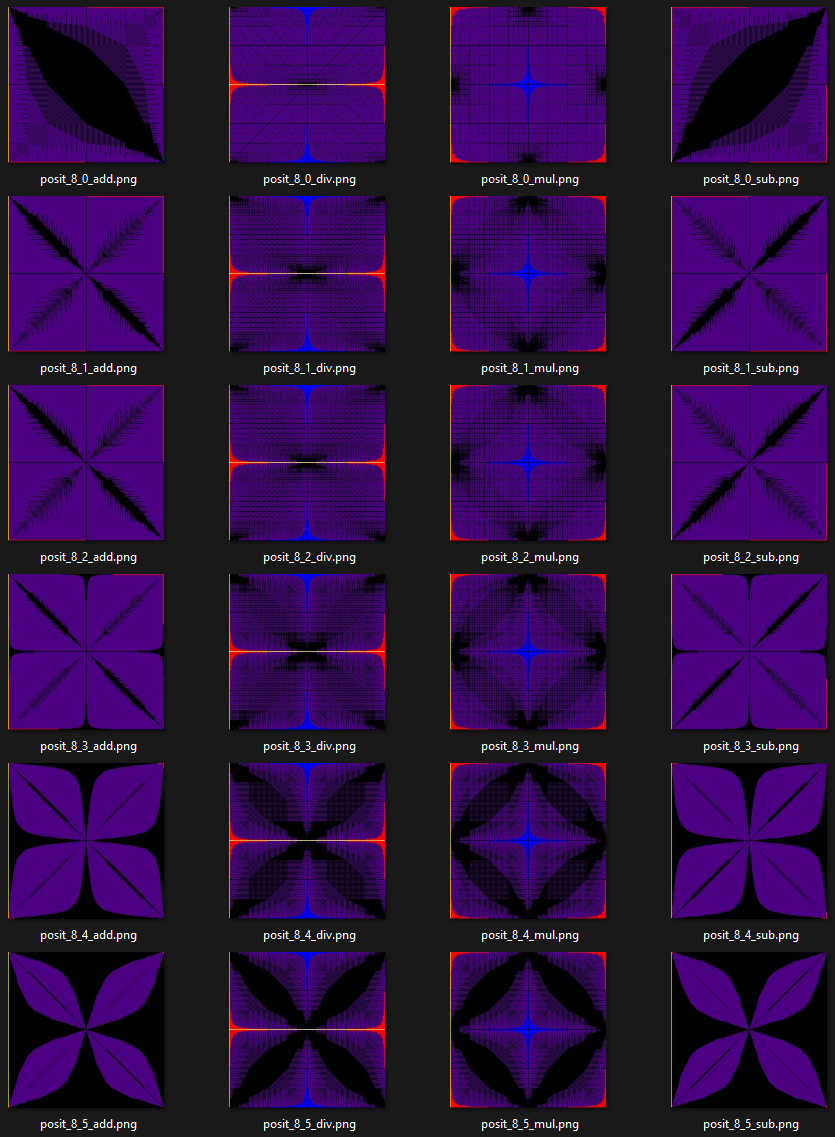 posit_8_0_add.png posit_8_0_div.png posit_8_0_mul.png posit_8_0_sub.png
posit_8_1_add.png posit_8_1_div.png posit_8_1_mul.png posit_8_1_sub.png
posit_8_2_add.png posit_8_2_div.png posit_8_2_mul.png posit_8_2_sub.png
posit_8_3_add.png posit_8_3_div.png posit_8_3_mul.png posit_8_3_sub.png
posit_8_4_add.png posit_8_4_div.png posit_8_4_mul.png posit_8_4_sub.png
posit_8_5_add.png posit_8_5_div.png posit_8_5_mul.png posit_8_5_sub.png